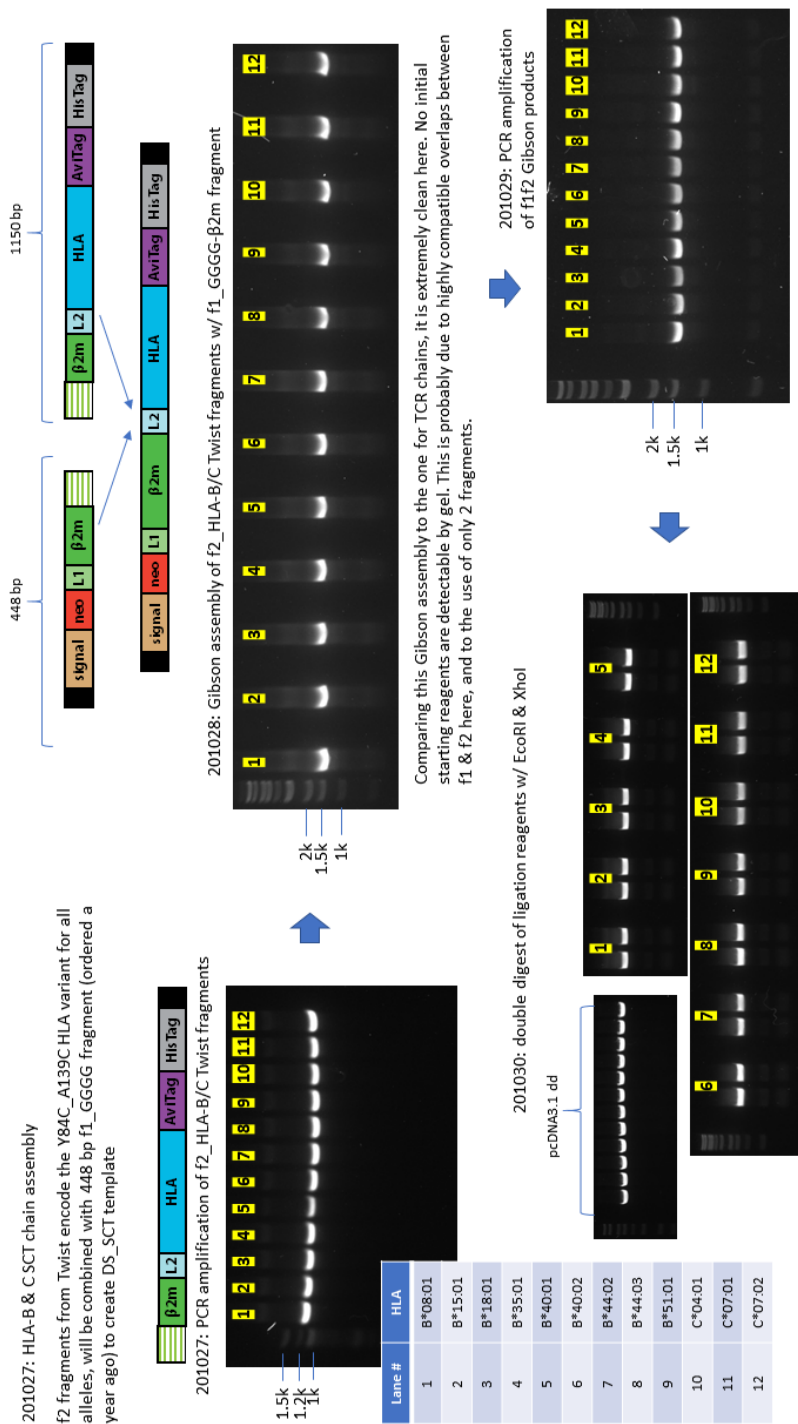 201027: HLA-B & C SCT chain assembly
f2 fragments from Twist encode the Y84C_A139C HLA variant for all
alleles, will be combined with 448 bp f1_GGGG fragment (ordered a
year ago) to create DS_SCT template
448 bp
1150 bp
signal neo L1 β2m
β2m L2 HLA AviTag HisTag
signal neo L1 β2m L2 HLA AviTag HisTag
β2m L2 HLA AviTag HisTag
201027: PCR amplification of f2_HLA-B/C Twist fragments
1 2 3 4 5 6 7 8 9 10 11 12
1.5k
1.2k
1k
201028: Gibson assembly of f2_HLA-B/C Twist fragments w/ f1_GGGG-β2m fragment
1 2 3 4 5 6 7 8 9 10 11 12
2k
1.5k
1k
Comparing this Gibson assembly to the one for TCR chains, it is extremely clean here. No initial
starting reagents are detectable by gel. This is probably due to highly compatible overlaps between
f1 & f2 here, and to the use of only 2 fragments.
201029: PCR amplification
of f1f2 Gibson products
1 2 3 4 5 6 7 8 9 10 11 12
2k
1.5k
1k
201030: double digest of ligation reagents w/ EcoRI & XhoI
pcDNA3.1 dd
1 2 3 4 5
6 7 8 9 10 11 12
Lane # HLA
1 B*08:01
2 B*15:01
3 B*18:01
4 B*35:01
5 B*40:01
6 B*40:02
7 B*44:02
8 B*44:03
9 B*51:01
10 C*04:01
11 C*07:01
12 C*07:02